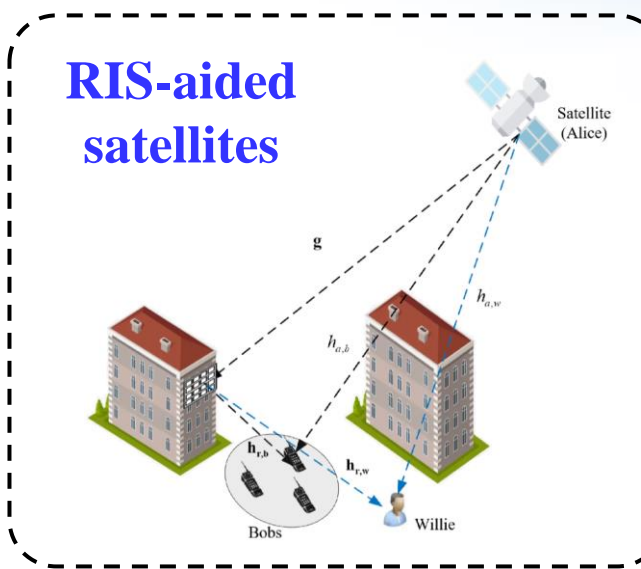 RIS-aided
satellites
Satellite
(Alice)
g
h_{a,w}
h_{a,b}
h_{r,b}
h_{r,w}
Bobs
Willie